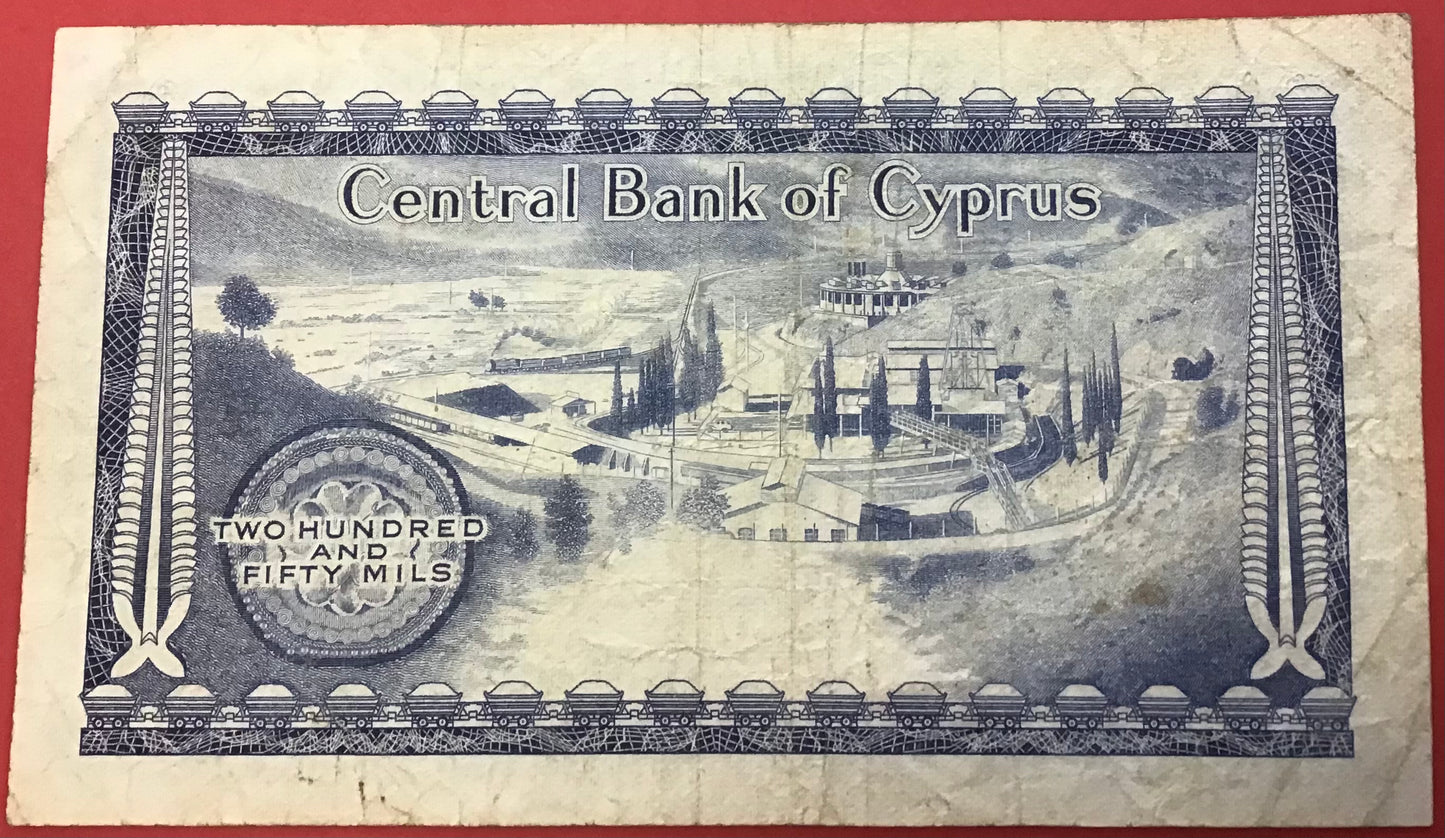 Central Bank of Cyprus
TWO HUNDRED
AND
FIFTY MILS